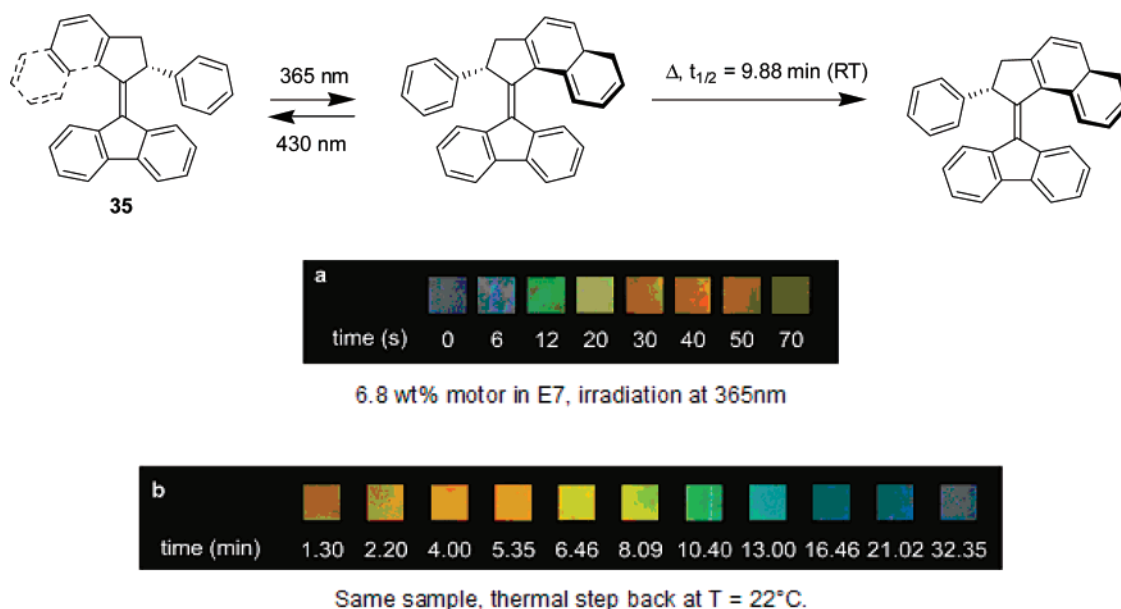 365 nm
430 nm
Δ, t1/2 = 9.88 min (RT)
35
a
time (s) 0 6 12 20 30 40 50 70
6.8 wt% motor in E7, irradiation at 365nm
b
time (min) 1.30 2.20 4.00 5.35 6.46 8.09 10.40 13.00 16.46 21.02 32.35
Same sample, thermal step back at T = 22°C.